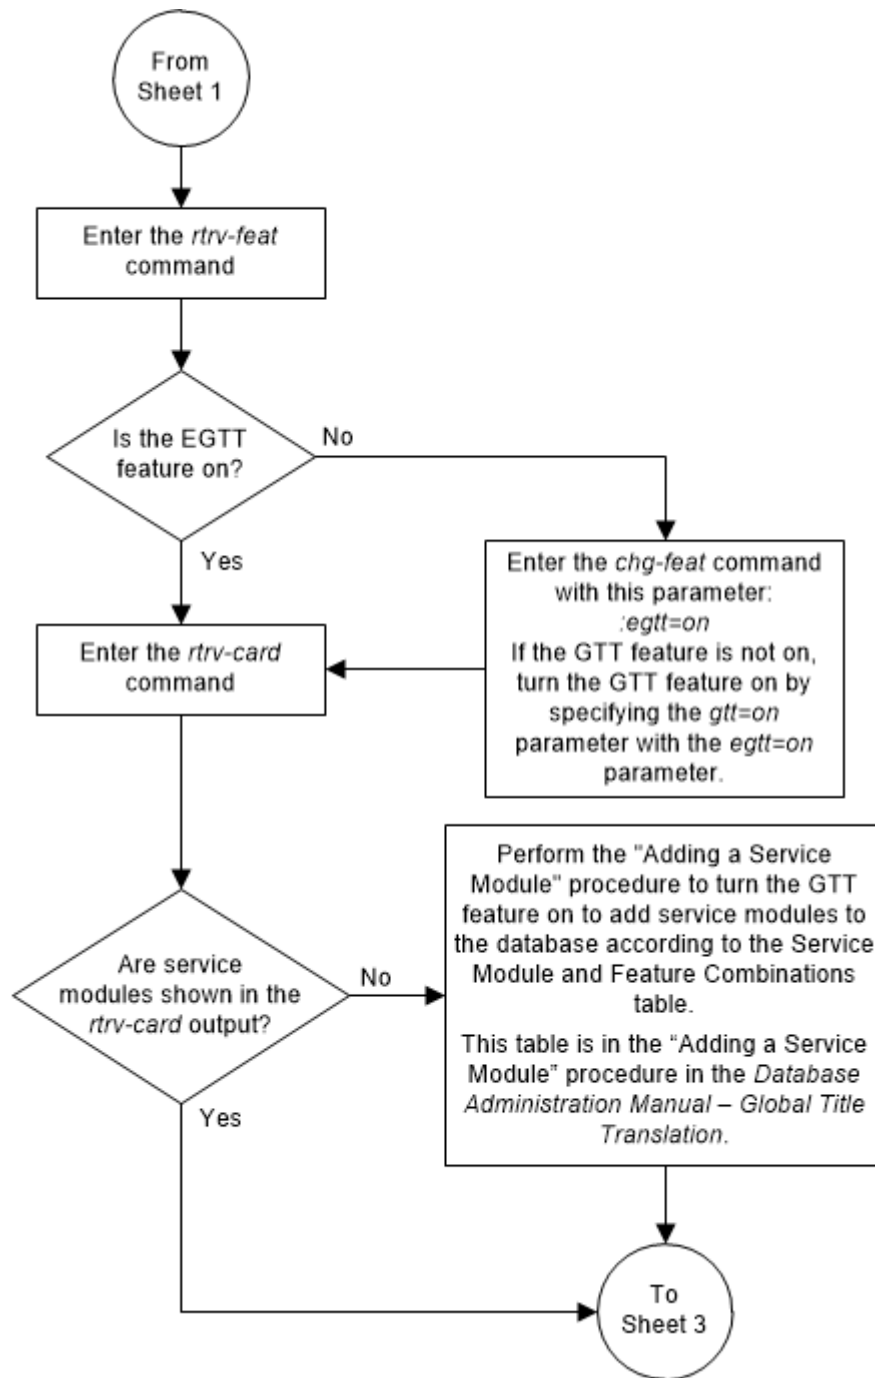 From
Sheet 1
Enter the rtrv-feat
command
Is the EGTT
feature on?
No
Yes
Enter the chg-feat command
with this parameter:
:egtt=on
If the GTT feature is not on,
turn the GTT feature on by
specifying the gtt=on
parameter with the egtt=on
parameter.
Enter the rtrv-card
command
Are service
modules shown in the
rtrv-card output?
No
Yes
Perform the "Adding a Service
Module" procedure to turn the GTT
feature on to add service modules to
the database according to the Service
Module and Feature Combinations
table.
This table is in the “Adding a Service
Module” procedure in the Database
Administration Manual – Global Title
Translation.
To
Sheet 3